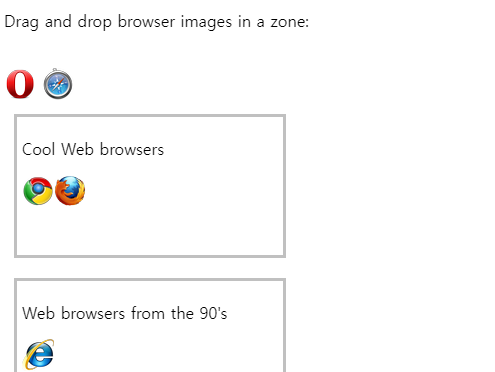 Drag and drop browser images in a zone:
Cool Web browsers
Web browsers from the 90's